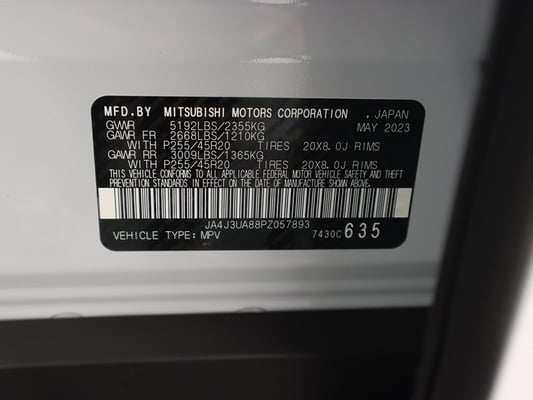 MFD.BY MITSUBISHI MOTORS CORPORATION . JAPAN
GVWR 5192LBS/2355KG MAY 2023
GAWR FR 2668LBS/1210KG
WITH P255/45R20 TIRES 20X8.0J RIMS
GAWR RR 3009LBS/1365KG
WITH P255/45R20 TIRES 20X8.0J RIMS
THIS VEHICLE CONFORMS TO ALL APPLICABLE FEDERAL MOTOR VEHICLE SAFETY AND THEFT
PREVENTION STANDARDS IN EFFECT ON THE DATE OF MANUFACTURE SHOWN ABOVE.
JA4J3UA88PZ057893
VEHICLE TYPE: MPV 7430C 635